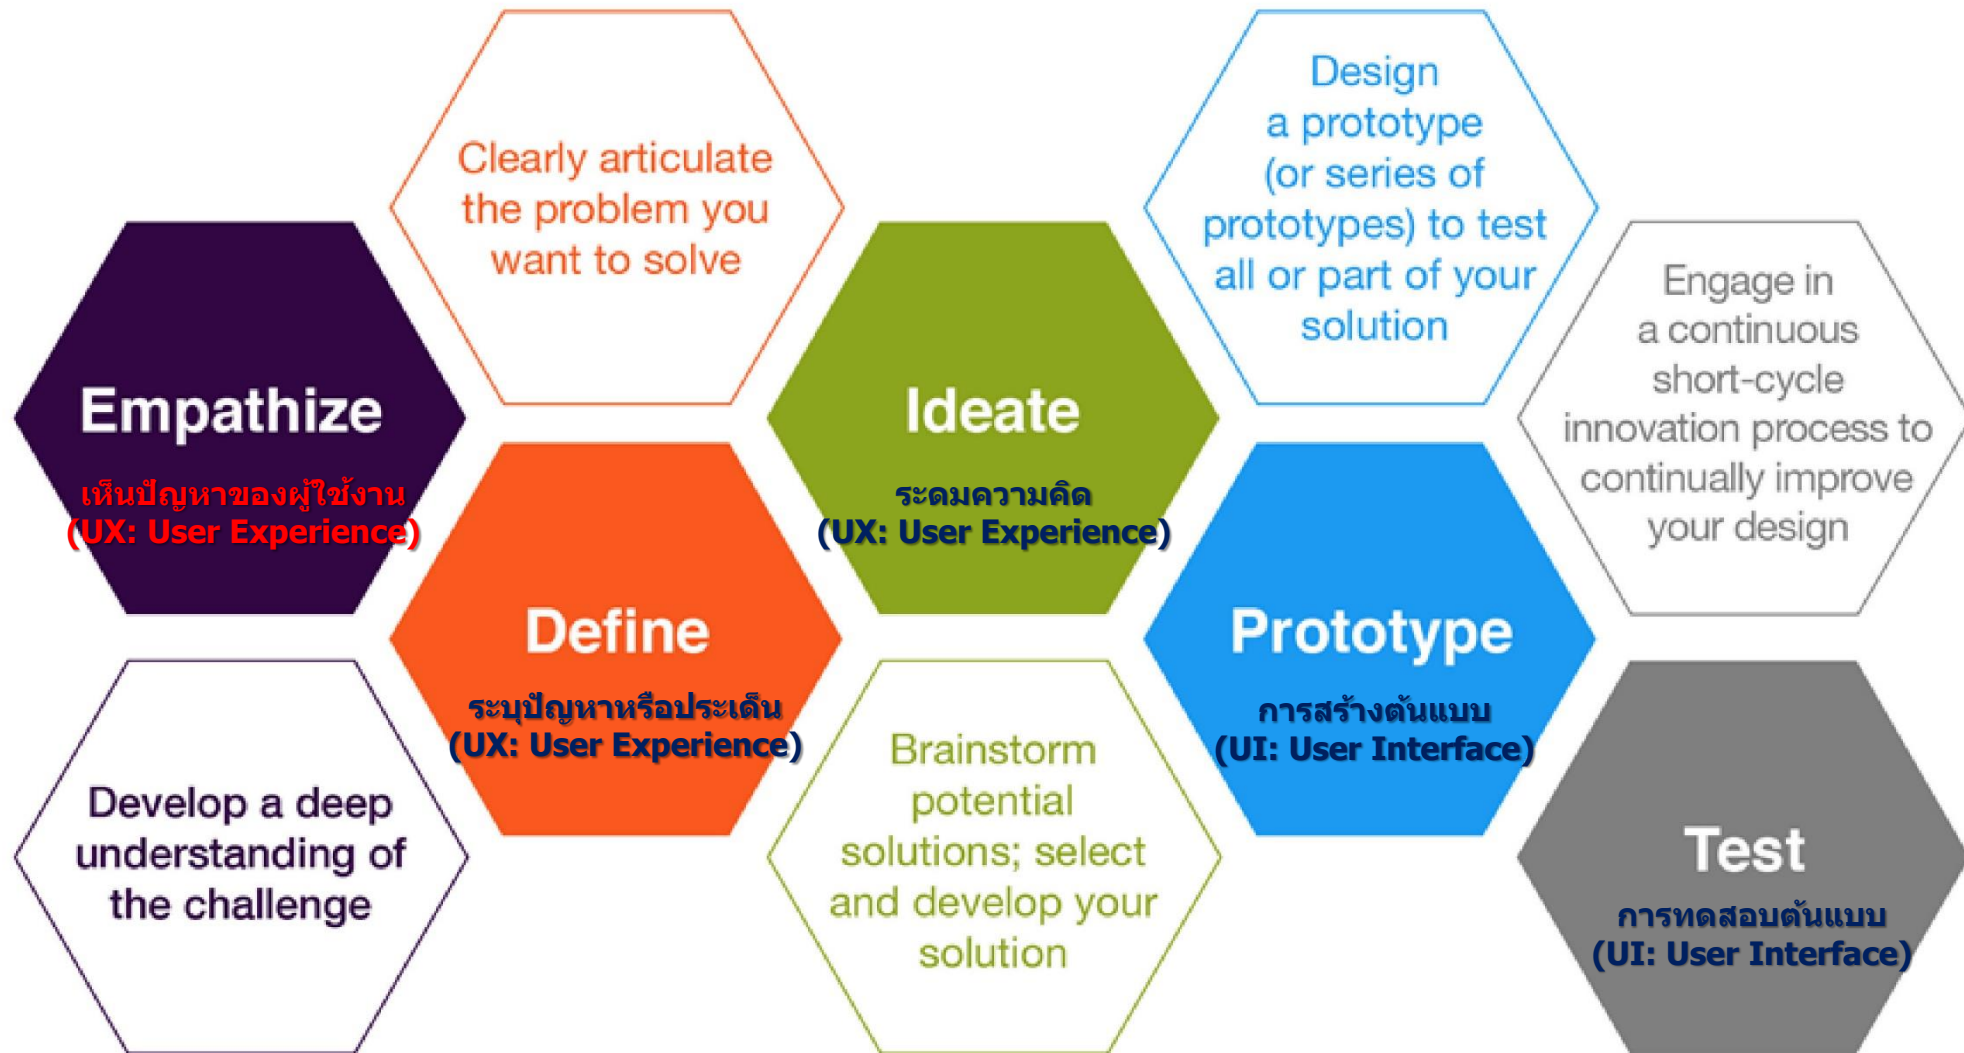 Empathize
เห็นปัญหาของผู้ใช้งาน
(UX: User Experience)
Develop a deep
understanding of
the challenge
Clearly articulate
the problem you
want to solve
Define
ระบุปัญหาหรือประเด็น
(UX: User Experience)
Ideate
ระดมความคิด
(UX: User Experience)
Brainstorm
potential
solutions; select
and develop your
solution
Design
a prototype
(or series of
prototypes) to test
all or part of your
solution
Prototype
การสร้างต้นแบบ
(UI: User Interface)
Engage in
a continuous
short-cycle
innovation process to
continually improve
your design
Test
การทดสอบต้นแบบ
(UI: User Interface)